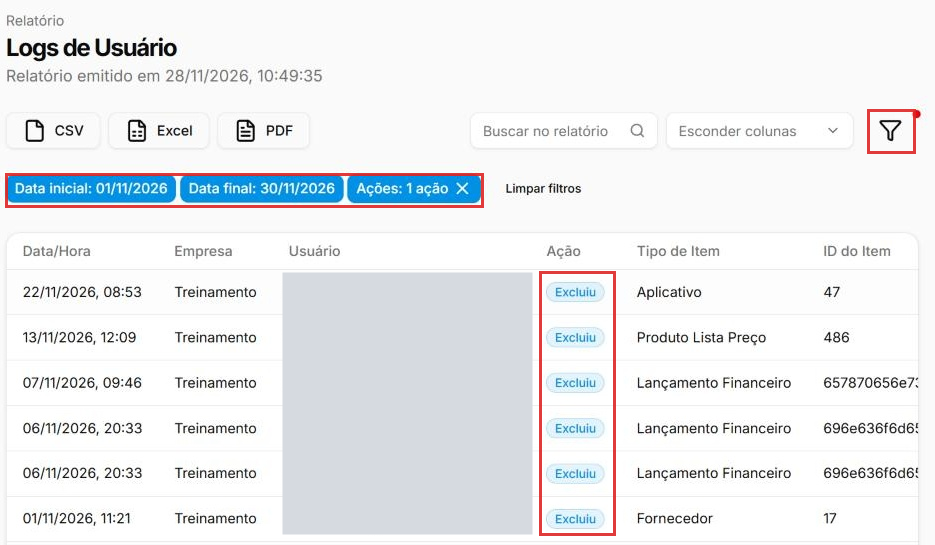 Relatório
Logs de Usuário
Relatório emitido em 28/11/2026, 10:49:35
CSV Excel PDF Buscar no relatório Esconder colunas
Data inicial: 01/11/2026 Data final: 30/11/2026 Ações: 1 ação Limpar filtros
Data/Hora Empresa Usuário Ação Tipo de Item ID do Item
22/11/2026, 08:53 Treinamento Excluiu Aplicativo 47
13/11/2026, 12:09 Treinamento Excluiu Produto Lista Preço 486
07/11/2026, 09:46 Treinamento Excluiu Lançamento Financeiro
06/11/2026, 20:33 Treinamento Excluiu Lançamento Financeiro
06/11/2026, 20:33 Treinamento Excluiu Lançamento Financeiro
01/11/2026, 11:21 Treinamento Excluiu Fornecedor 17